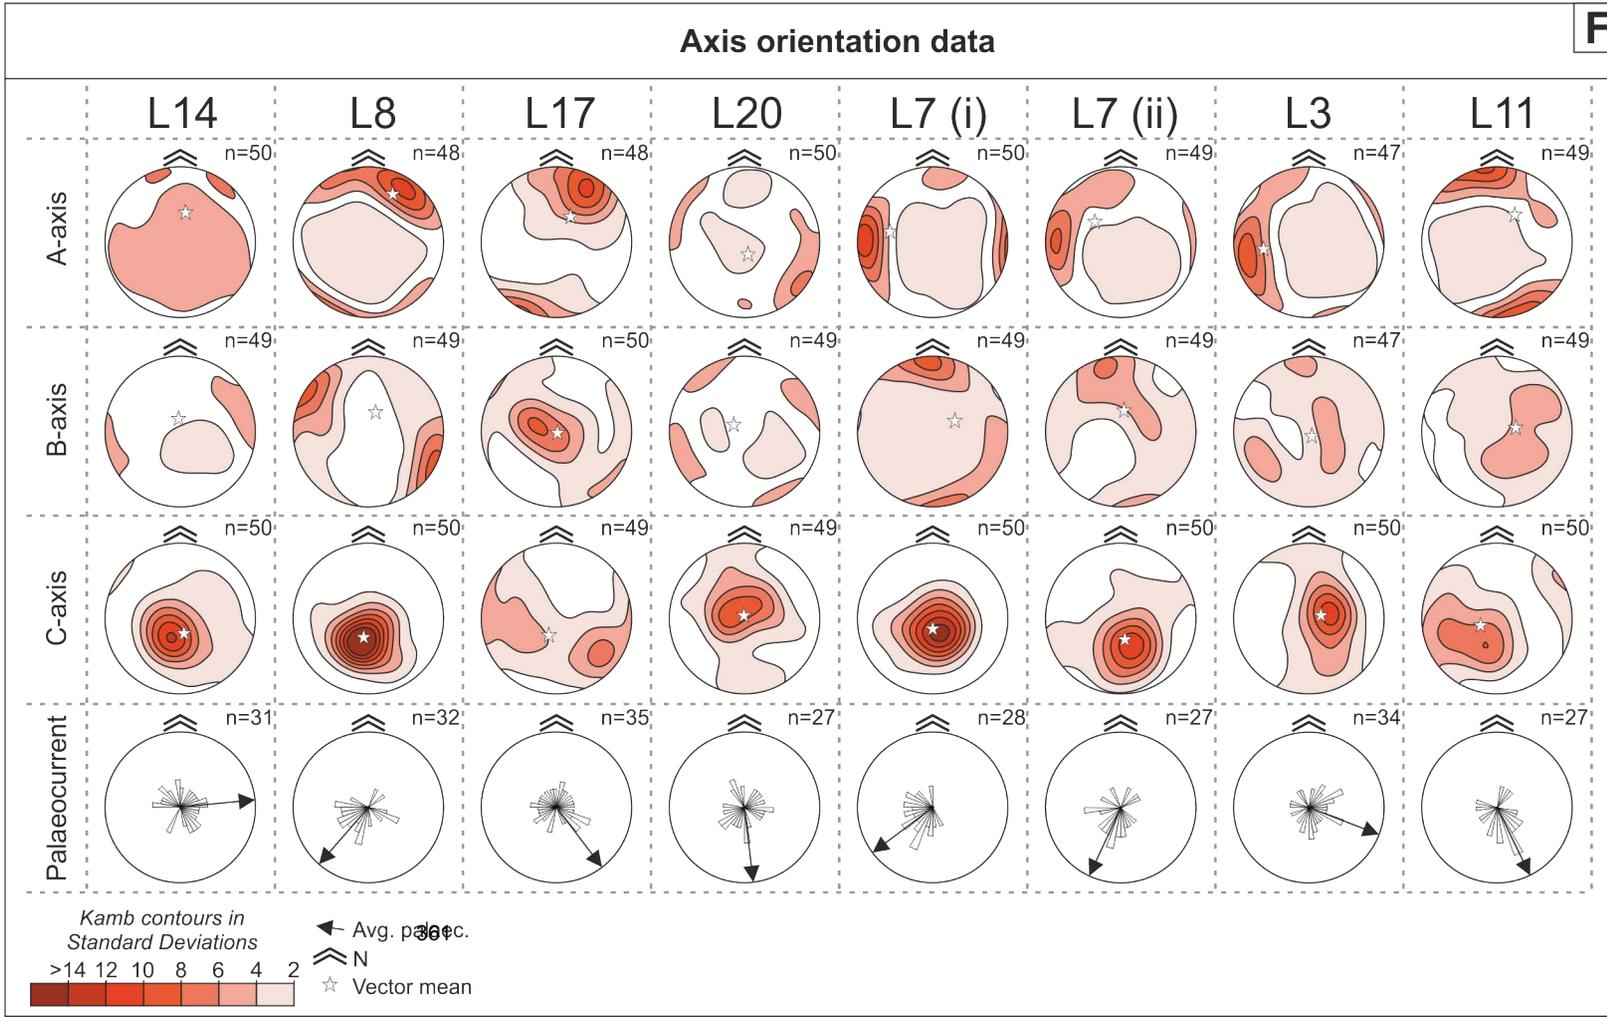 Axis orientation data
F
L14 L8 L17 L20 L7 (i) L7 (ii) L3 L11
A-axis
n=50 n=48 n=48 n=50 n=50 n=49 n=47 n=49
B-axis
n=49 n=49 n=50 n=49 n=49 n=49 n=47 n=49
C-axis
n=50 n=50 n=49 n=49 n=50 n=50 n=50 n=50
Palaeocurrent
n=31 n=32 n=35 n=27 n=28 n=27 n=34 n=27
Kamb contours in
Standard Deviations
>14 12 10 8 6 4 2
Avg.
N
Vector mean